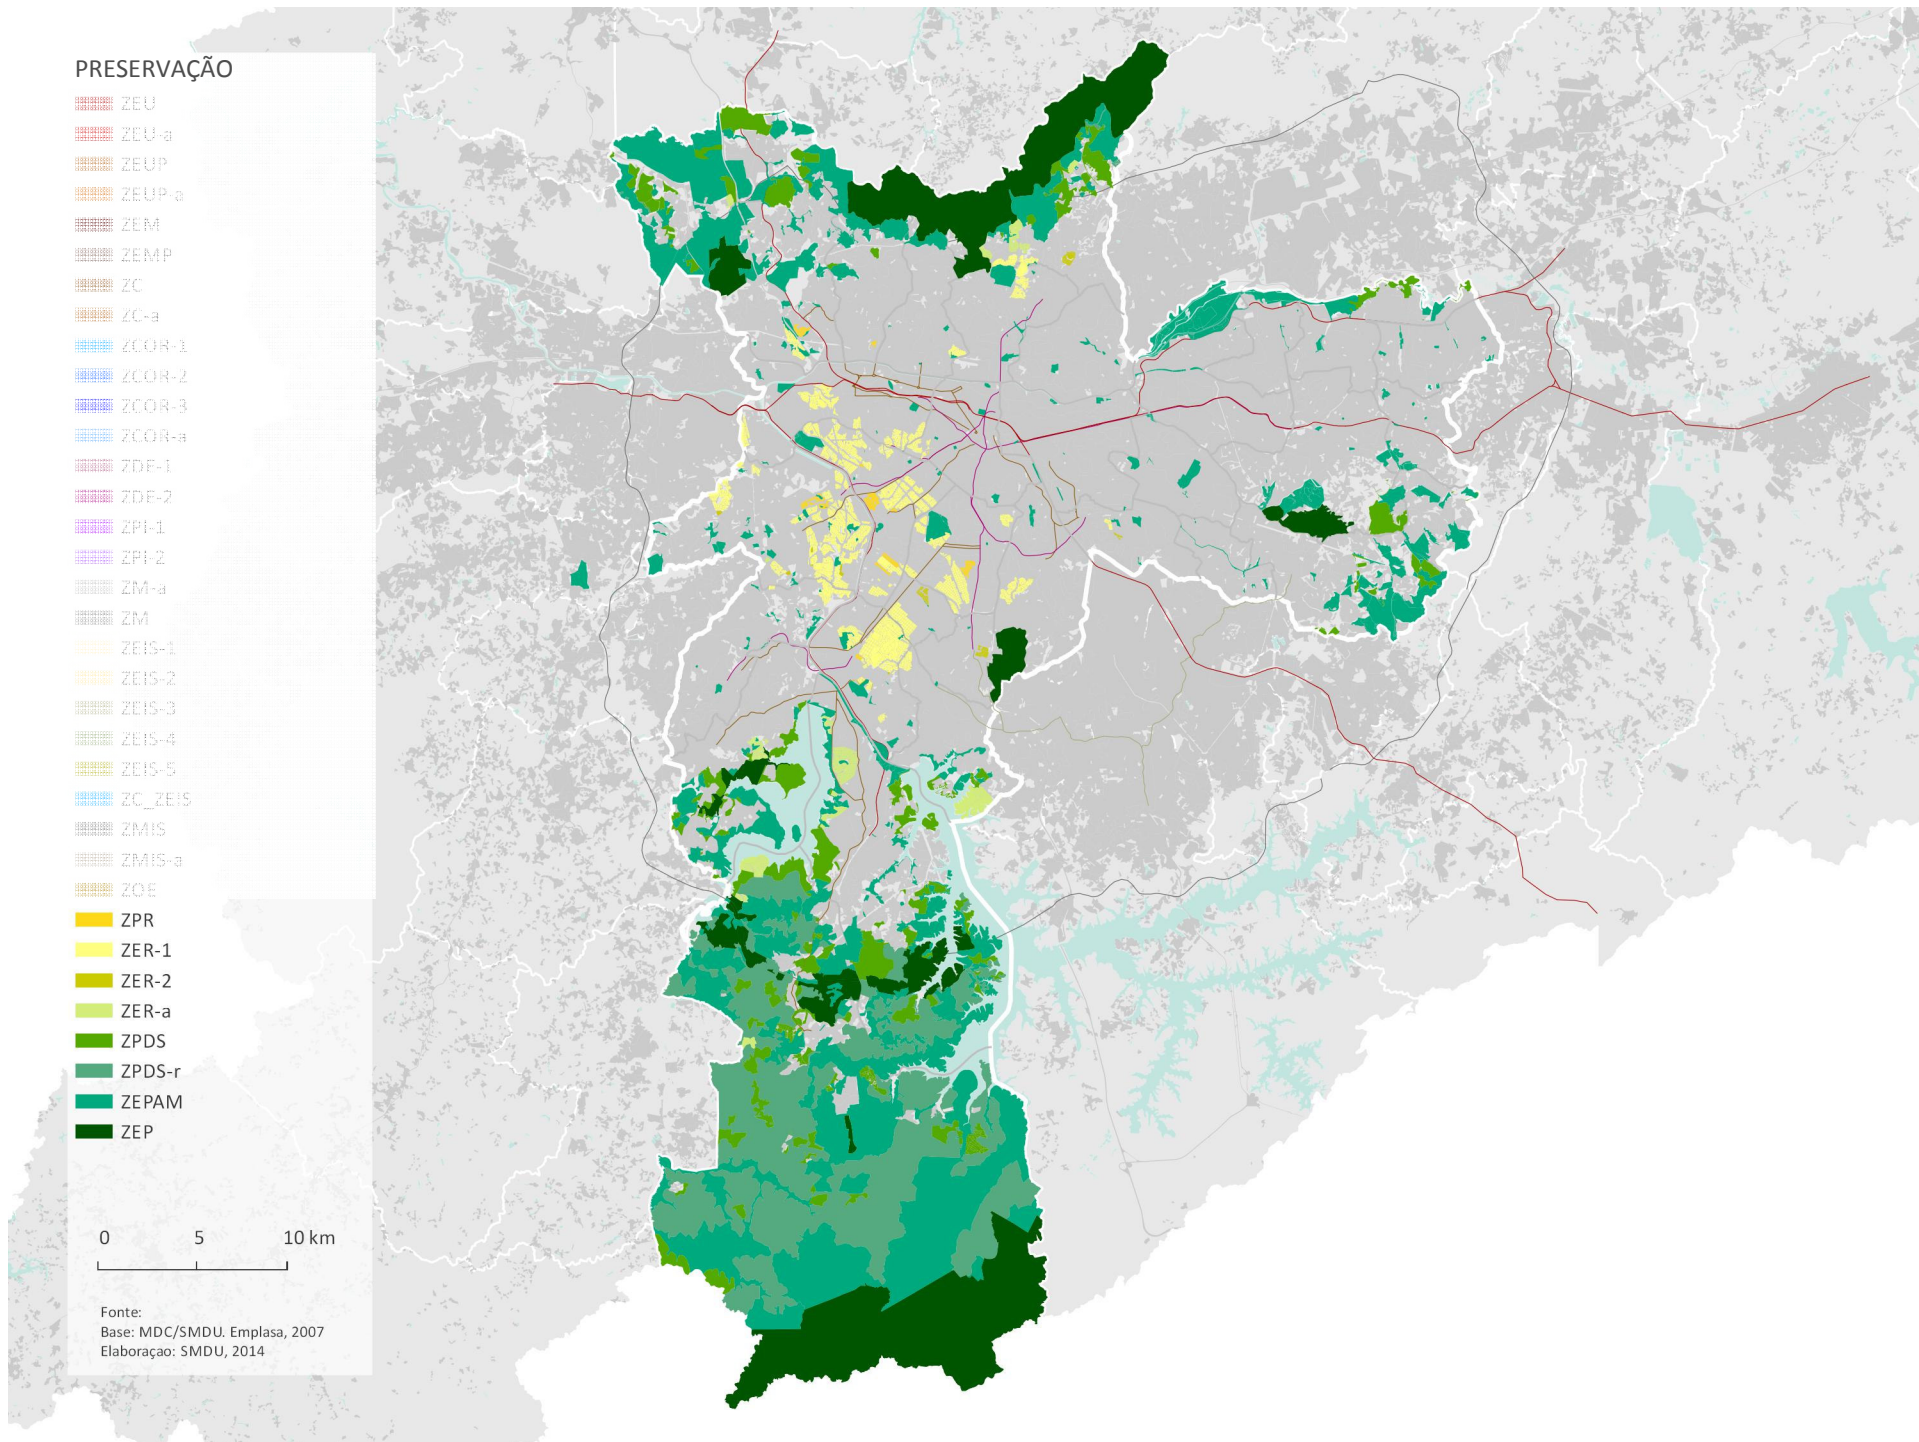 PRESERVAÇÃO
ZEU
ZEU-a
ZEUP
ZEUP-a
ZEM
ZEMP
ZC
ZC-a
ZCOR-1
ZCOR-2
ZCOR-3
ZCOR-a
ZDE-1
ZDE-2
ZPI-1
ZPI-2
ZM-a
ZM
ZEIS-1
ZEIS-2
ZEIS-3
ZEIS-4
ZEIS-5
ZC_ZEIS
ZMIS
ZMIS-a
ZOE
ZPR
ZER-1
ZER-2
ZER-a
ZPDS
ZPDS-r
ZEPAM
ZEP
0 5 10 km
Fonte:
Base: MDC/SMDU. Emplasa, 2007
Elaboraçao: SMDU, 2014